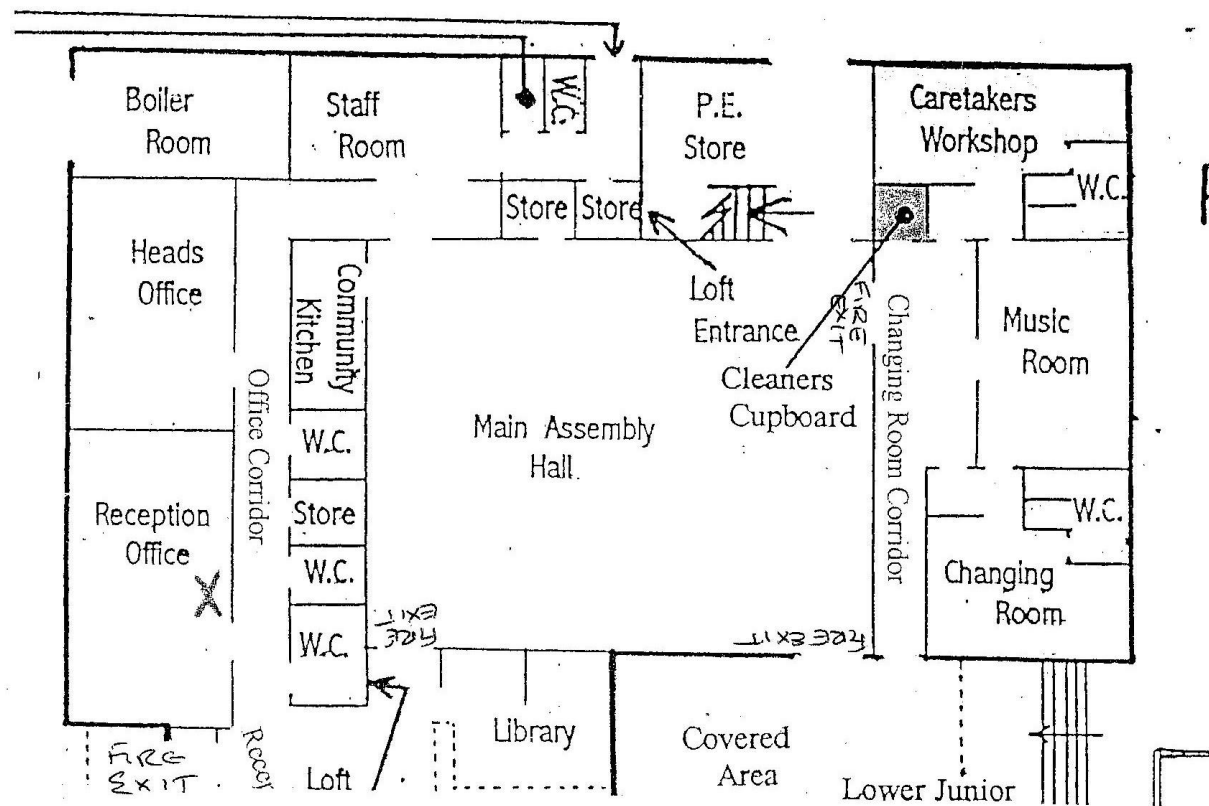 Boiler
Room
Staff
Room
W.C.
P.E.
Store
Caretakers
Workshop
W.C.
Store
Store
Heads
Office
Community
Kitchen
Loft
Entrance
FIRE
EXIT
Cleaners
Cupboard
Changing Room Corridor
Music
Room
Office Corridor
W.C.
Main Assembly
Hall
Reception
Office
X
Store
W.C.
W.C.
FIRE
EXIT
FIRE EXIT
W.C.
Changing
Room
FIRE
EXIT
Loft
Library
Covered
Area
Lower Junior